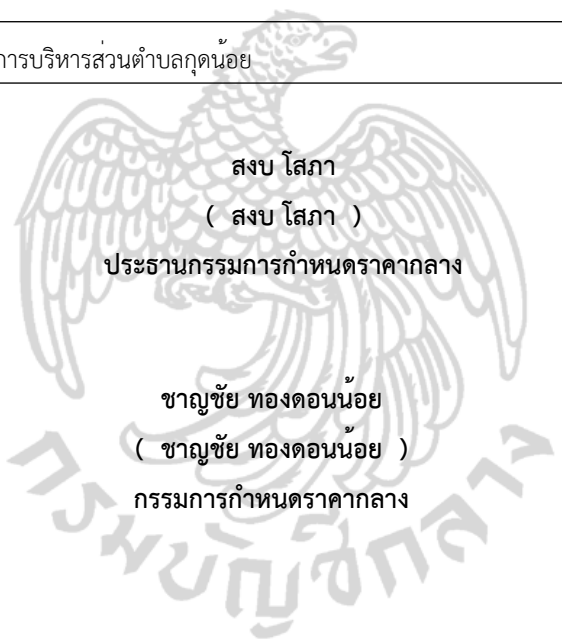 การบริหารส่วนตำบลกุดน้อย
สงบ โสภา
( สงบ โสภา )
ประธานกรรมการกำหนดราคากลาง
ชาญชัย ทองดอนน้อย
( ชาญชัย ทองดอนน้อย )
กรรมการกำหนดราคากลาง
กรมบัญชีกลาง